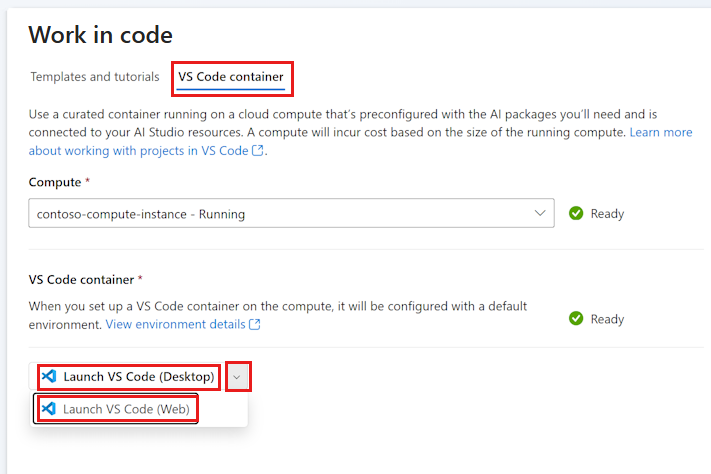 Work in code
Templates and tutorials VS Code container
Use a curated container running on a cloud compute that's preconfigured with the AI packages you'll need and is
connected to your AI Studio resources. A compute will incur cost based on the size of the running compute. Learn more
about working with projects in VS Code.
Compute *
contoso-compute-instance - Running Ready
VS Code container *
When you set up a VS Code container on the compute, it will be configured with a default
environment. View environment details
Ready
Launch VS Code (Desktop)
Launch VS Code (Web)